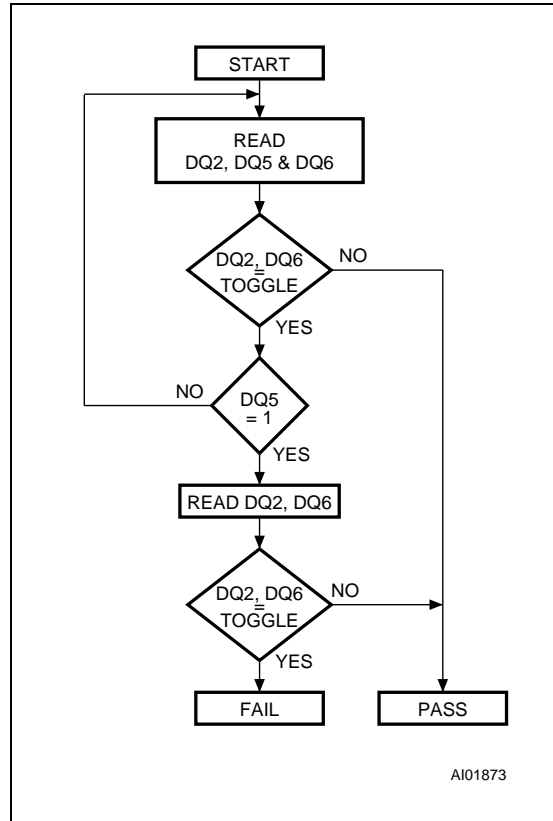 START
READ
DQ2, DQ5 & DQ6
DQ2, DQ6
=
TOGGLE
NO
YES
NO
DQ5
= 1
YES
READ DQ2, DQ6
DQ2, DQ6
=
TOGGLE
NO
YES
FAIL
PASS
AI01873